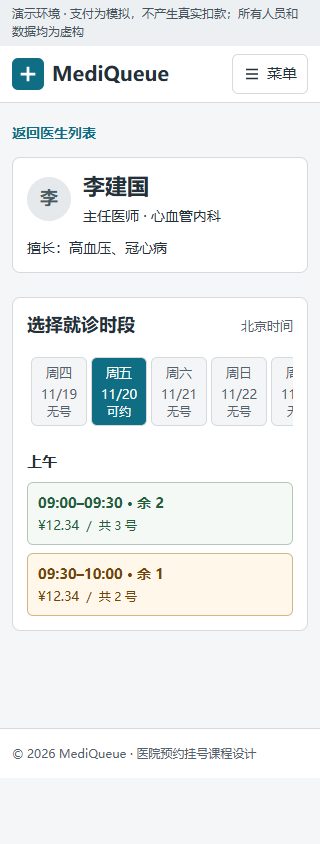 演示环境 · 支付为模拟，不产生真实扣款；所有人员和
数据均为虚构
MediQueue
菜单
返回医生列表
李
李建国
主任医师 · 心血管内科
擅长：高血压、冠心病
选择就诊时段
北京时间
周四 周五 周六 周日
11/19 11/20 11/21 11/22 11
无号 可约 无号 无号
上午
09:00–09:30 • 余 2
¥12.34 / 共 3 号
09:30–10:00 • 余 1
¥12.34 / 共 2 号
© 2026 MediQueue · 医院预约挂号课程设计